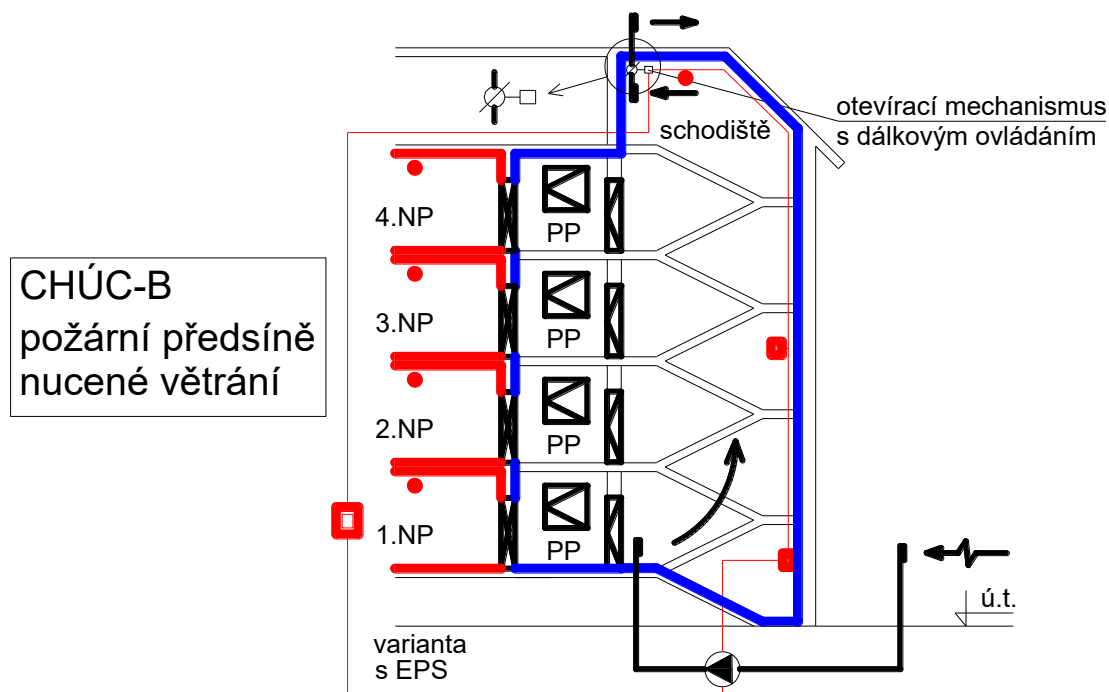 otevírací mechanismus
s dálkovým ovládáním
schodiště
4.NP
PP
CHÚC-B
požární předsíně
nucené větrání
3.NP
PP
2.NP
PP
1.NP
PP
ú.t.
varianta
s EPS